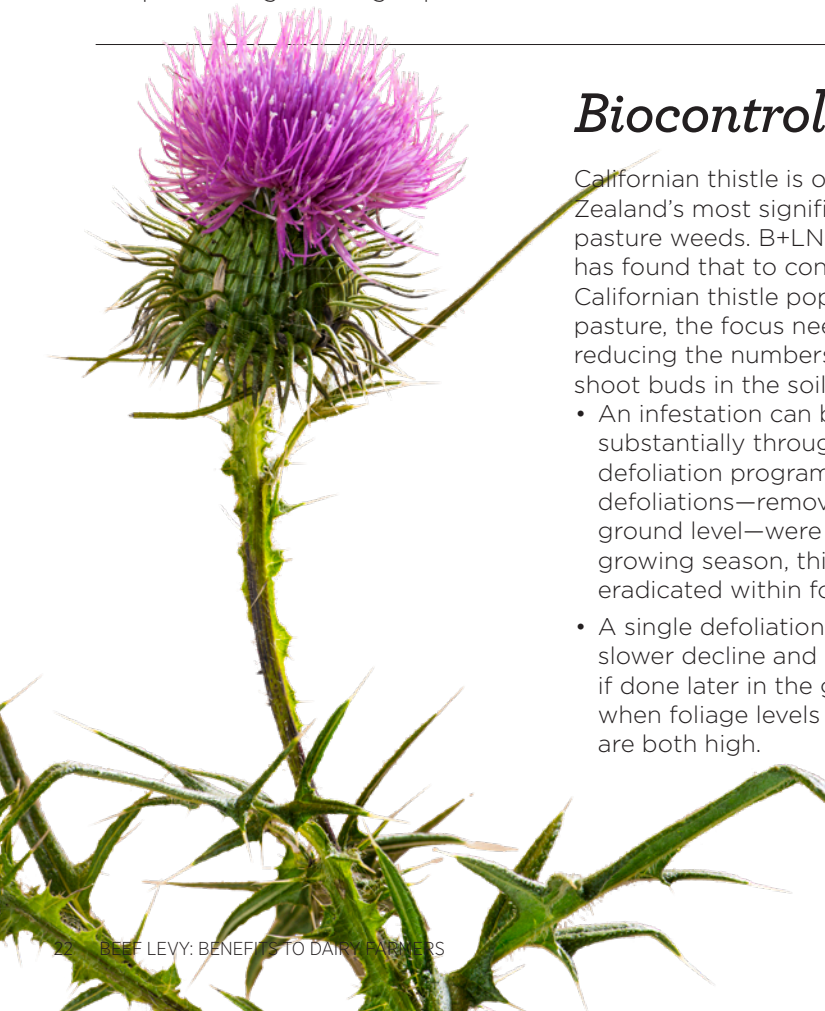 Biocontrol
Californian thistle is o
Zealand's most signifi
pasture weeds. B+LN
has found that to con
Californian thistle pop
pasture, the focus nee
reducing the numbers
shoot buds in the soil
• An infestation can b
substantially throug
defoliation program
defoliations—remov
ground level—were
growing season, thi
eradicated within fo
• A single defoliation
slower decline and
if done later in the g
when foliage levels
are both high.
22 BEEF LEVY: BENEFITS TO DAIRY FARMERS